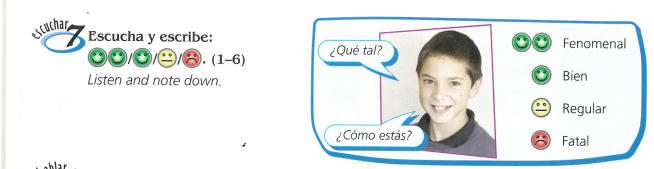 escuchar
7 Escucha y escribe:
/ / / . (1–6)
Listen and note down.
¿Qué tal?
¿Cómo estás?
Fenomenal
Bien
Regular
Fatal
hablar